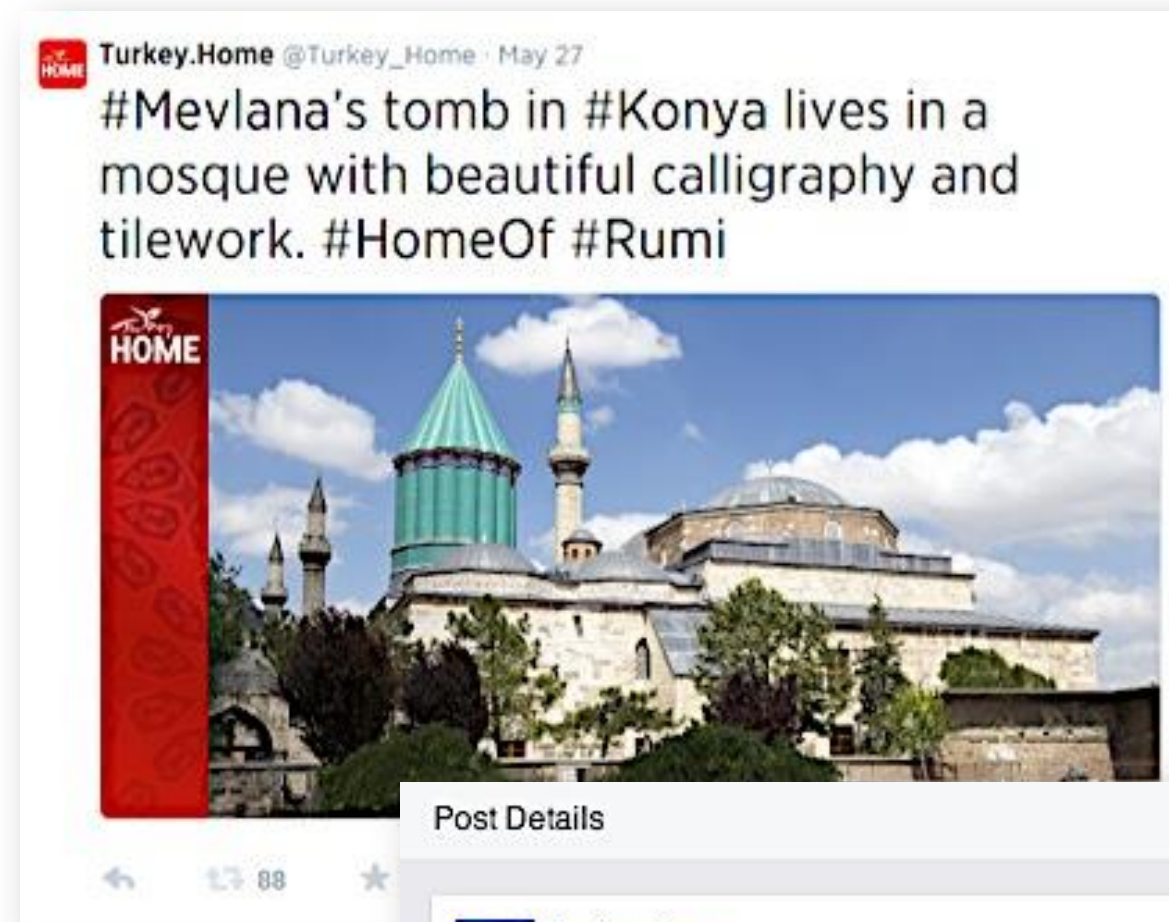 HOME
Turkey.Home @Turkey_Home · May 27
#Mevlana's tomb in #Konya lives in a
mosque with beautiful calligraphy and
tilework. #HomeOf #Rumi
Turkey
HOME
88
Post Details